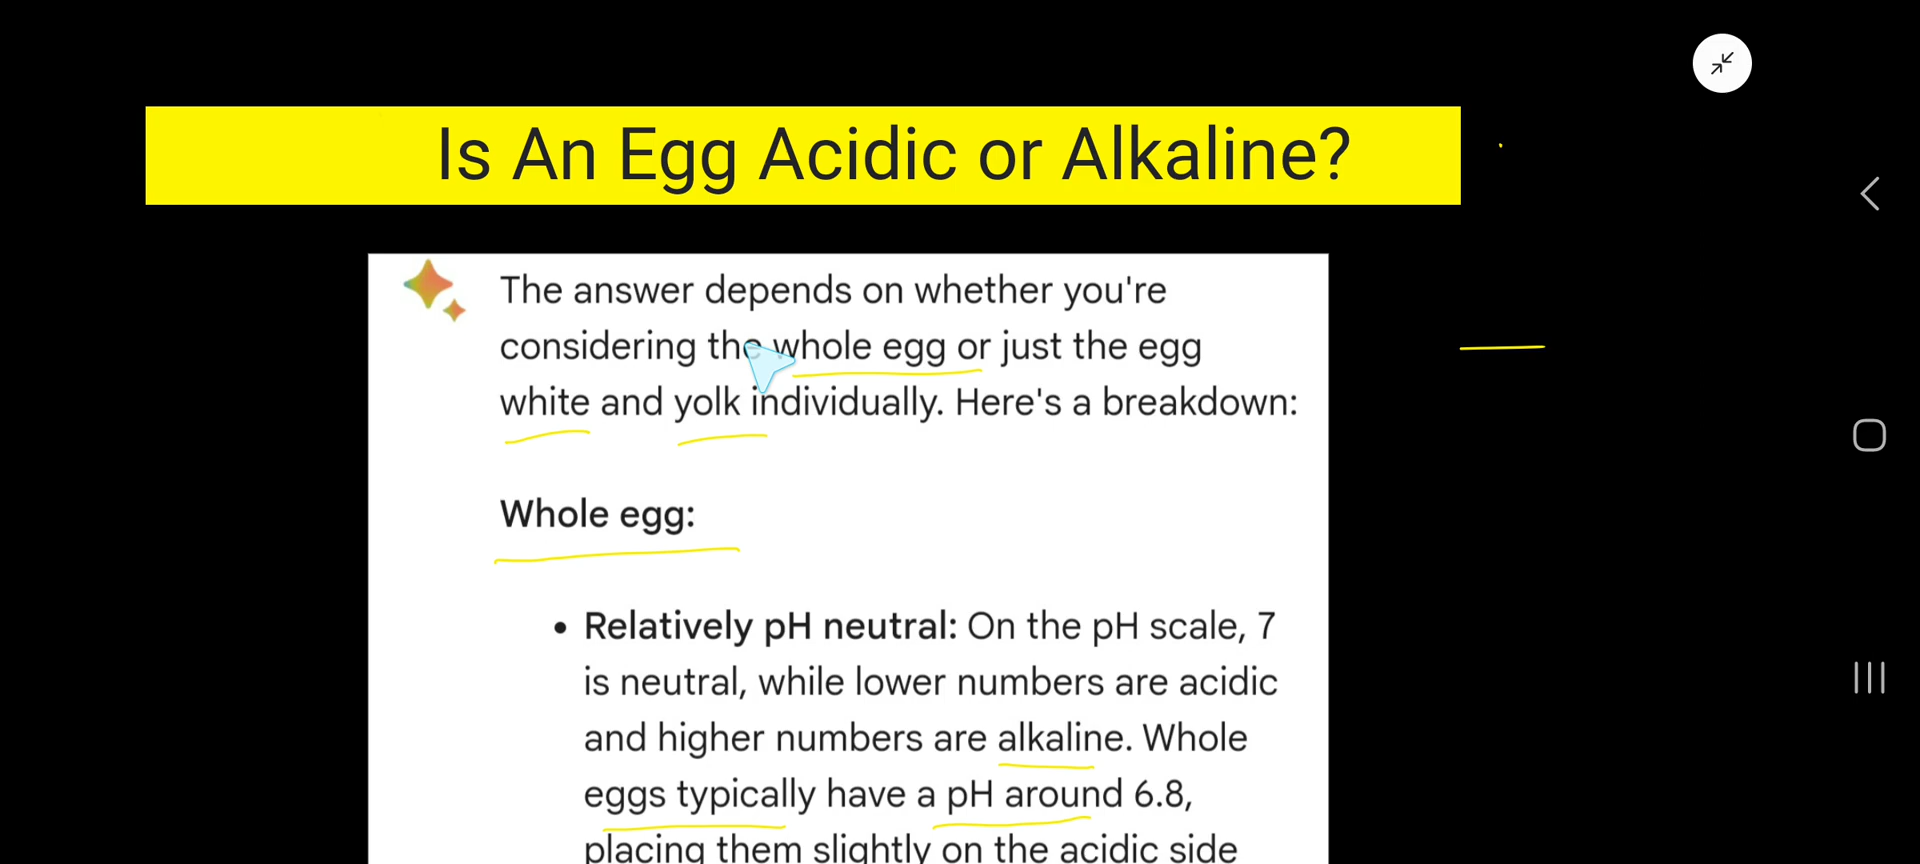 Is An Egg Acidic or Alkaline?
The answer depends on whether you're
considering the whole egg or just the egg
white and yolk individually. Here's a breakdown:
Whole egg:
• Relatively pH neutral: On the pH scale, 7
is neutral, while lower numbers are acidic
and higher numbers are alkaline. Whole
eggs typically have a pH around 6.8,
placing them slightly on the acidic side